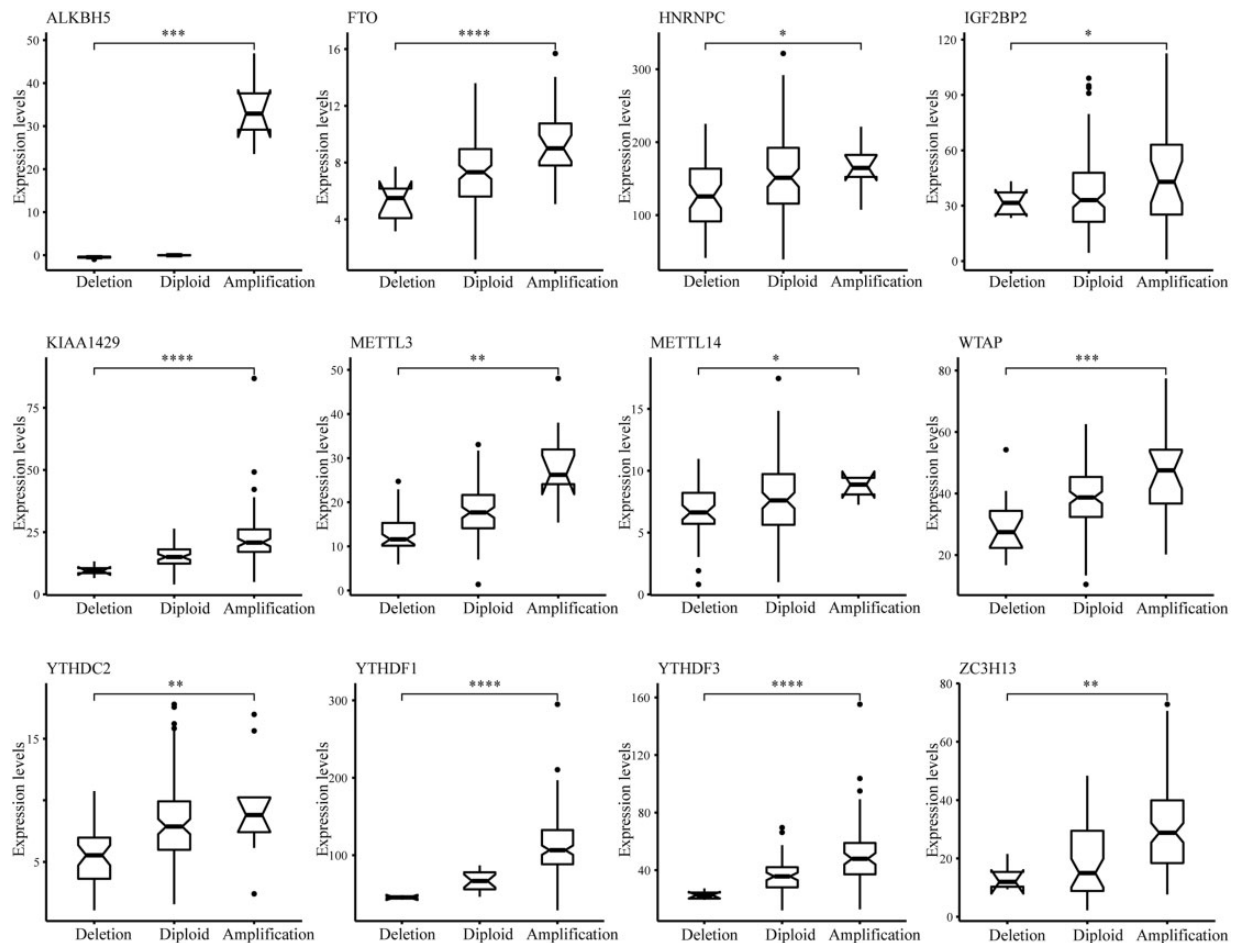 ALKBH5
***
Expression levels
50
40
30
20
10
0
Deletion Diploid Amplification
FTO
****
Expression levels
16
12
8
4
Deletion Diploid Amplification
HNRNPC
*
Expression levels
300
200
100
Deletion Diploid Amplification
IGF2BP2
*
Expression levels
120
90
60
30
0
Deletion Diploid Amplification
KIAA1429
****
Expression levels
75
50
25
0
Deletion Diploid Amplification
METTL3
**
Expression levels
50
40
30
20
10
0
Deletion Diploid Amplification
METTL14
*
Expression levels
15
10
5
0
Deletion Diploid Amplification
WTAP
***
Expression levels
80
60
40
20
Deletion Diploid Amplification
YTHDC2
**
Expression levels
15
5
Deletion Diploid Amplification
YTHDF1
****
Expression levels
300
200
100
Deletion Diploid Amplification
YTHDF3
****
Expression levels
160
120
80
40
Deletion Diploid Amplification
ZC3H13
**
Expression levels
80
60
40
20
0
Deletion Diploid Amplification